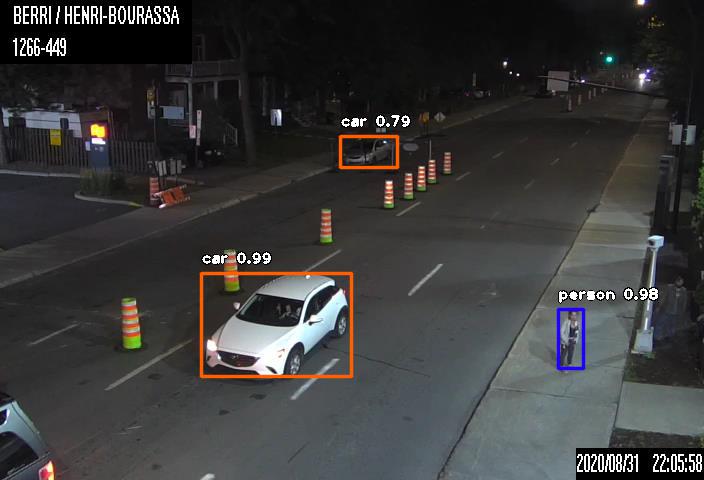 BERRI / HENRI-BOURASSA
1266-449
car 0.79
car 0.99
person 0.98
2020/08/31 22:05:58